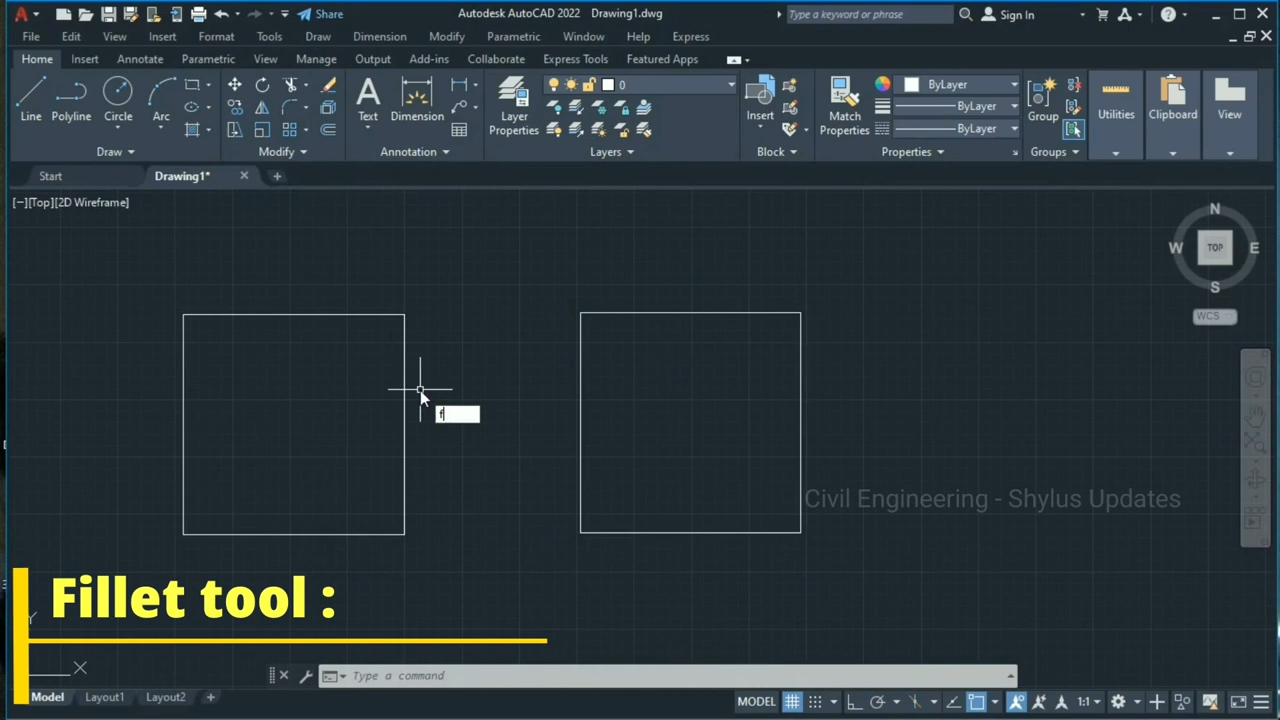 Share
Autodesk AutoCAD 2022 Drawing1.dwg
Type a keyword or phrase
Sign In
File Edit View Insert Format Tools Draw Dimension Modify Parametric Window Help Express
Home Insert Annotate Parametric View Manage Output Add-ins Collaborate Express Tools Featured Apps
A
0
ByLayer
ByLayer
ByLayer
Line Polyline Circle Arc
Text Dimension
Layer Properties
Insert
Match Properties
Group
Utilities
Clipboard
View
Draw Modify Annotation Layers Block Properties Groups
Start Drawing1*
[−][Top][2D Wireframe]
N
W TOP E
S
WCS
f
Civil Engineering - Shylus Updates
Fillet tool :
Y
X
Type a command
Model Layout1 Layout2
MODEL 1:1